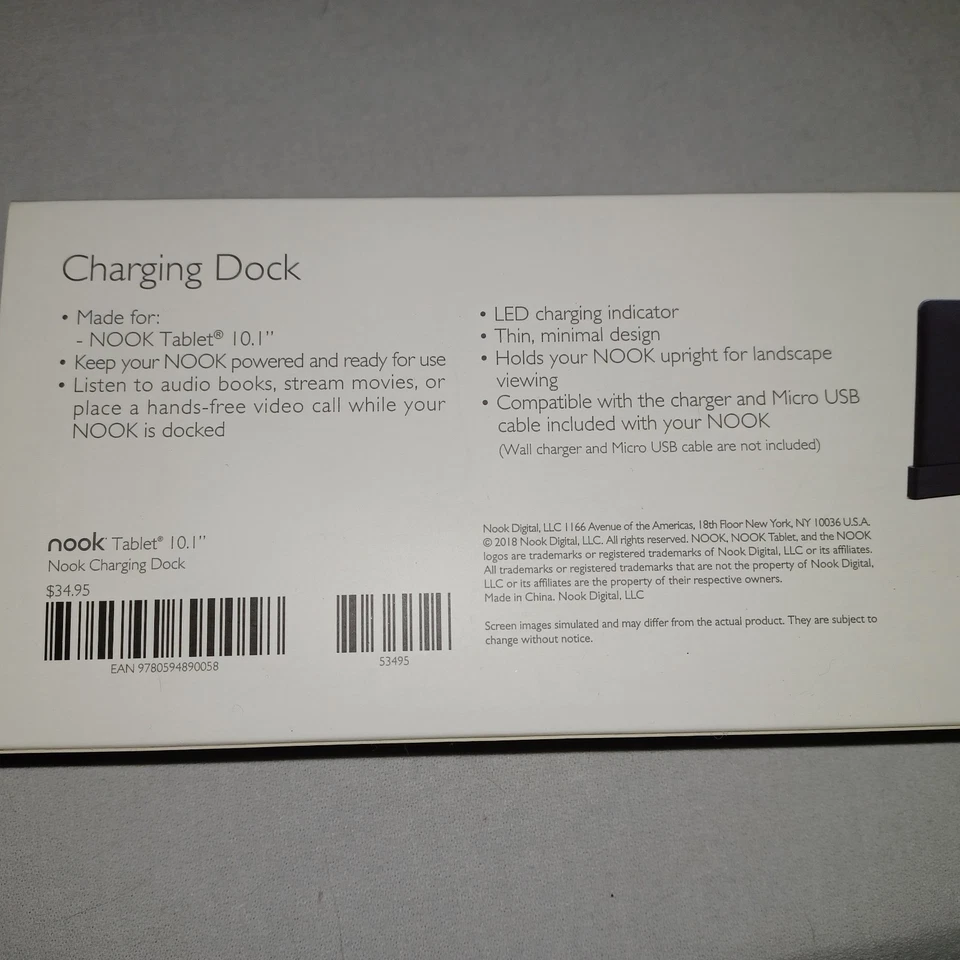 Charging Dock
• Made for:
- NOOK Tablet® 10.1”
• Keep your NOOK powered and ready for use
• Listen to audio books, stream movies, or
place a hands-free video call while your
NOOK is docked
• LED charging indicator
• Thin, minimal design
• Holds your NOOK upright for landscape
viewing
• Compatible with the charger and Micro USB
cable included with your NOOK
(Wall charger and Micro USB cable are not included)
nook Tablet® 10.1”
Nook Charging Dock
$34.95
EAN 9780594890058
53495
Nook Digital, LLC 1166 Avenue of the Americas, 18th Floor New York, NY 10036 U.S.A.
© 2018 Nook Digital, LLC. All rights reserved. NOOK, NOOK Tablet, and the NOOK
logos are trademarks or registered trademarks of Nook Digital, LLC or its affiliates.
All trademarks or registered trademarks that are not the property of Nook Digital,
LLC or its affiliates are the property of their respective owners.
Made in China. Nook Digital, LLC
Screen images simulated and may differ from the actual product. They are subject to
change without notice.